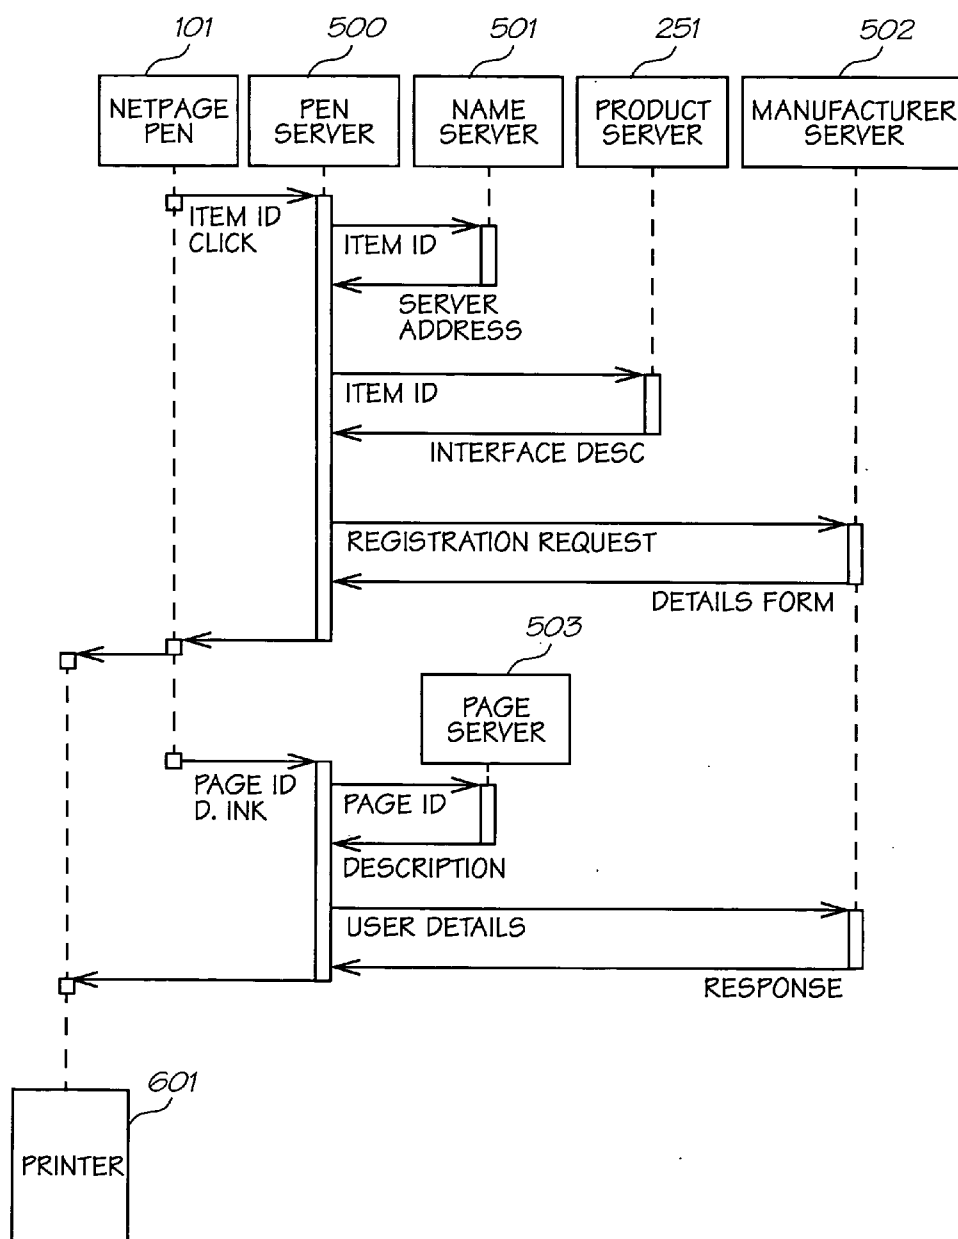 101
500
501
251
502
NETPAGE
PEN
PEN
SERVER
NAME
SERVER
PRODUCT
SERVER
MANUFACTURER
SERVER
ITEM ID
CLICK
ITEM ID
SERVER
ADDRESS
ITEM ID
INTERFACE DESC
REGISTRATION REQUEST
DETAILS FORM
503
PAGE
SERVER
PAGE ID
D. INK
PAGE ID
DESCRIPTION
USER DETAILS
RESPONSE
601
PRINTER